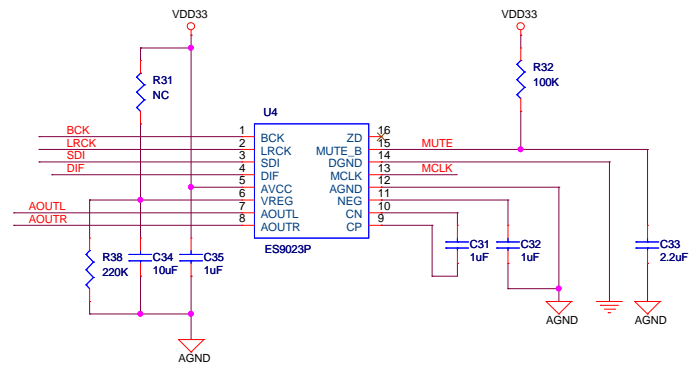 VDD33 VDD33
R31
NC
R32
100K
U4
BCK 1 BCK ZD 16
LRCK 2 LRCK MUTE_B 15 MUTE
SDI 3 SDI DGND 14
DIF 4 DIF MCLK 13 MCLK
5 AVCC AGND 12
6 VREG NEG 11
AOUTL 7 AOUTL CN 10
AOUTR 8 AOUTR CP 9
ES9023P
R38
220K
C34
10uF
C35
1uF
C31
1uF
C32
1uF
C33
2.2uF
AGND AGND
AGND